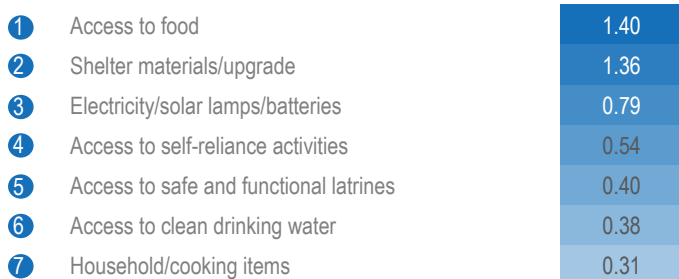 1 Access to food 1.40
2 Shelter materials/upgrade 1.36
3 Electricity/solar lamps/batteries 0.79
4 Access to self-reliance activities 0.54
5 Access to safe and functional latrines 0.40
6 Access to clean drinking water 0.38
7 Household/cooking items 0.31